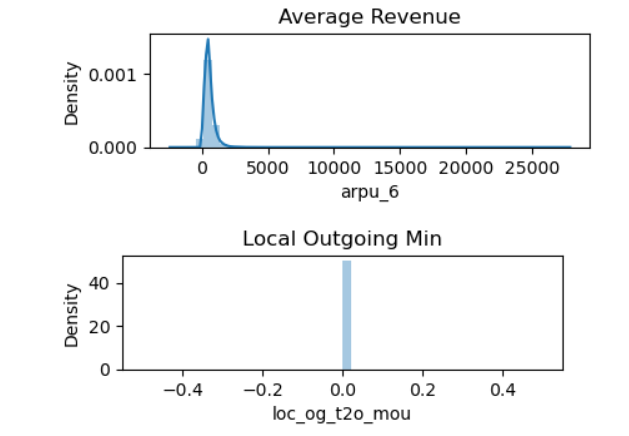 Average Revenue
Density
0.001
0.000
0 5000 10000 15000 20000 25000
arpu_6
Local Outgoing Min
Density
40
20
0
−0.4 −0.2 0.0 0.2 0.4
loc_og_t2o_mou